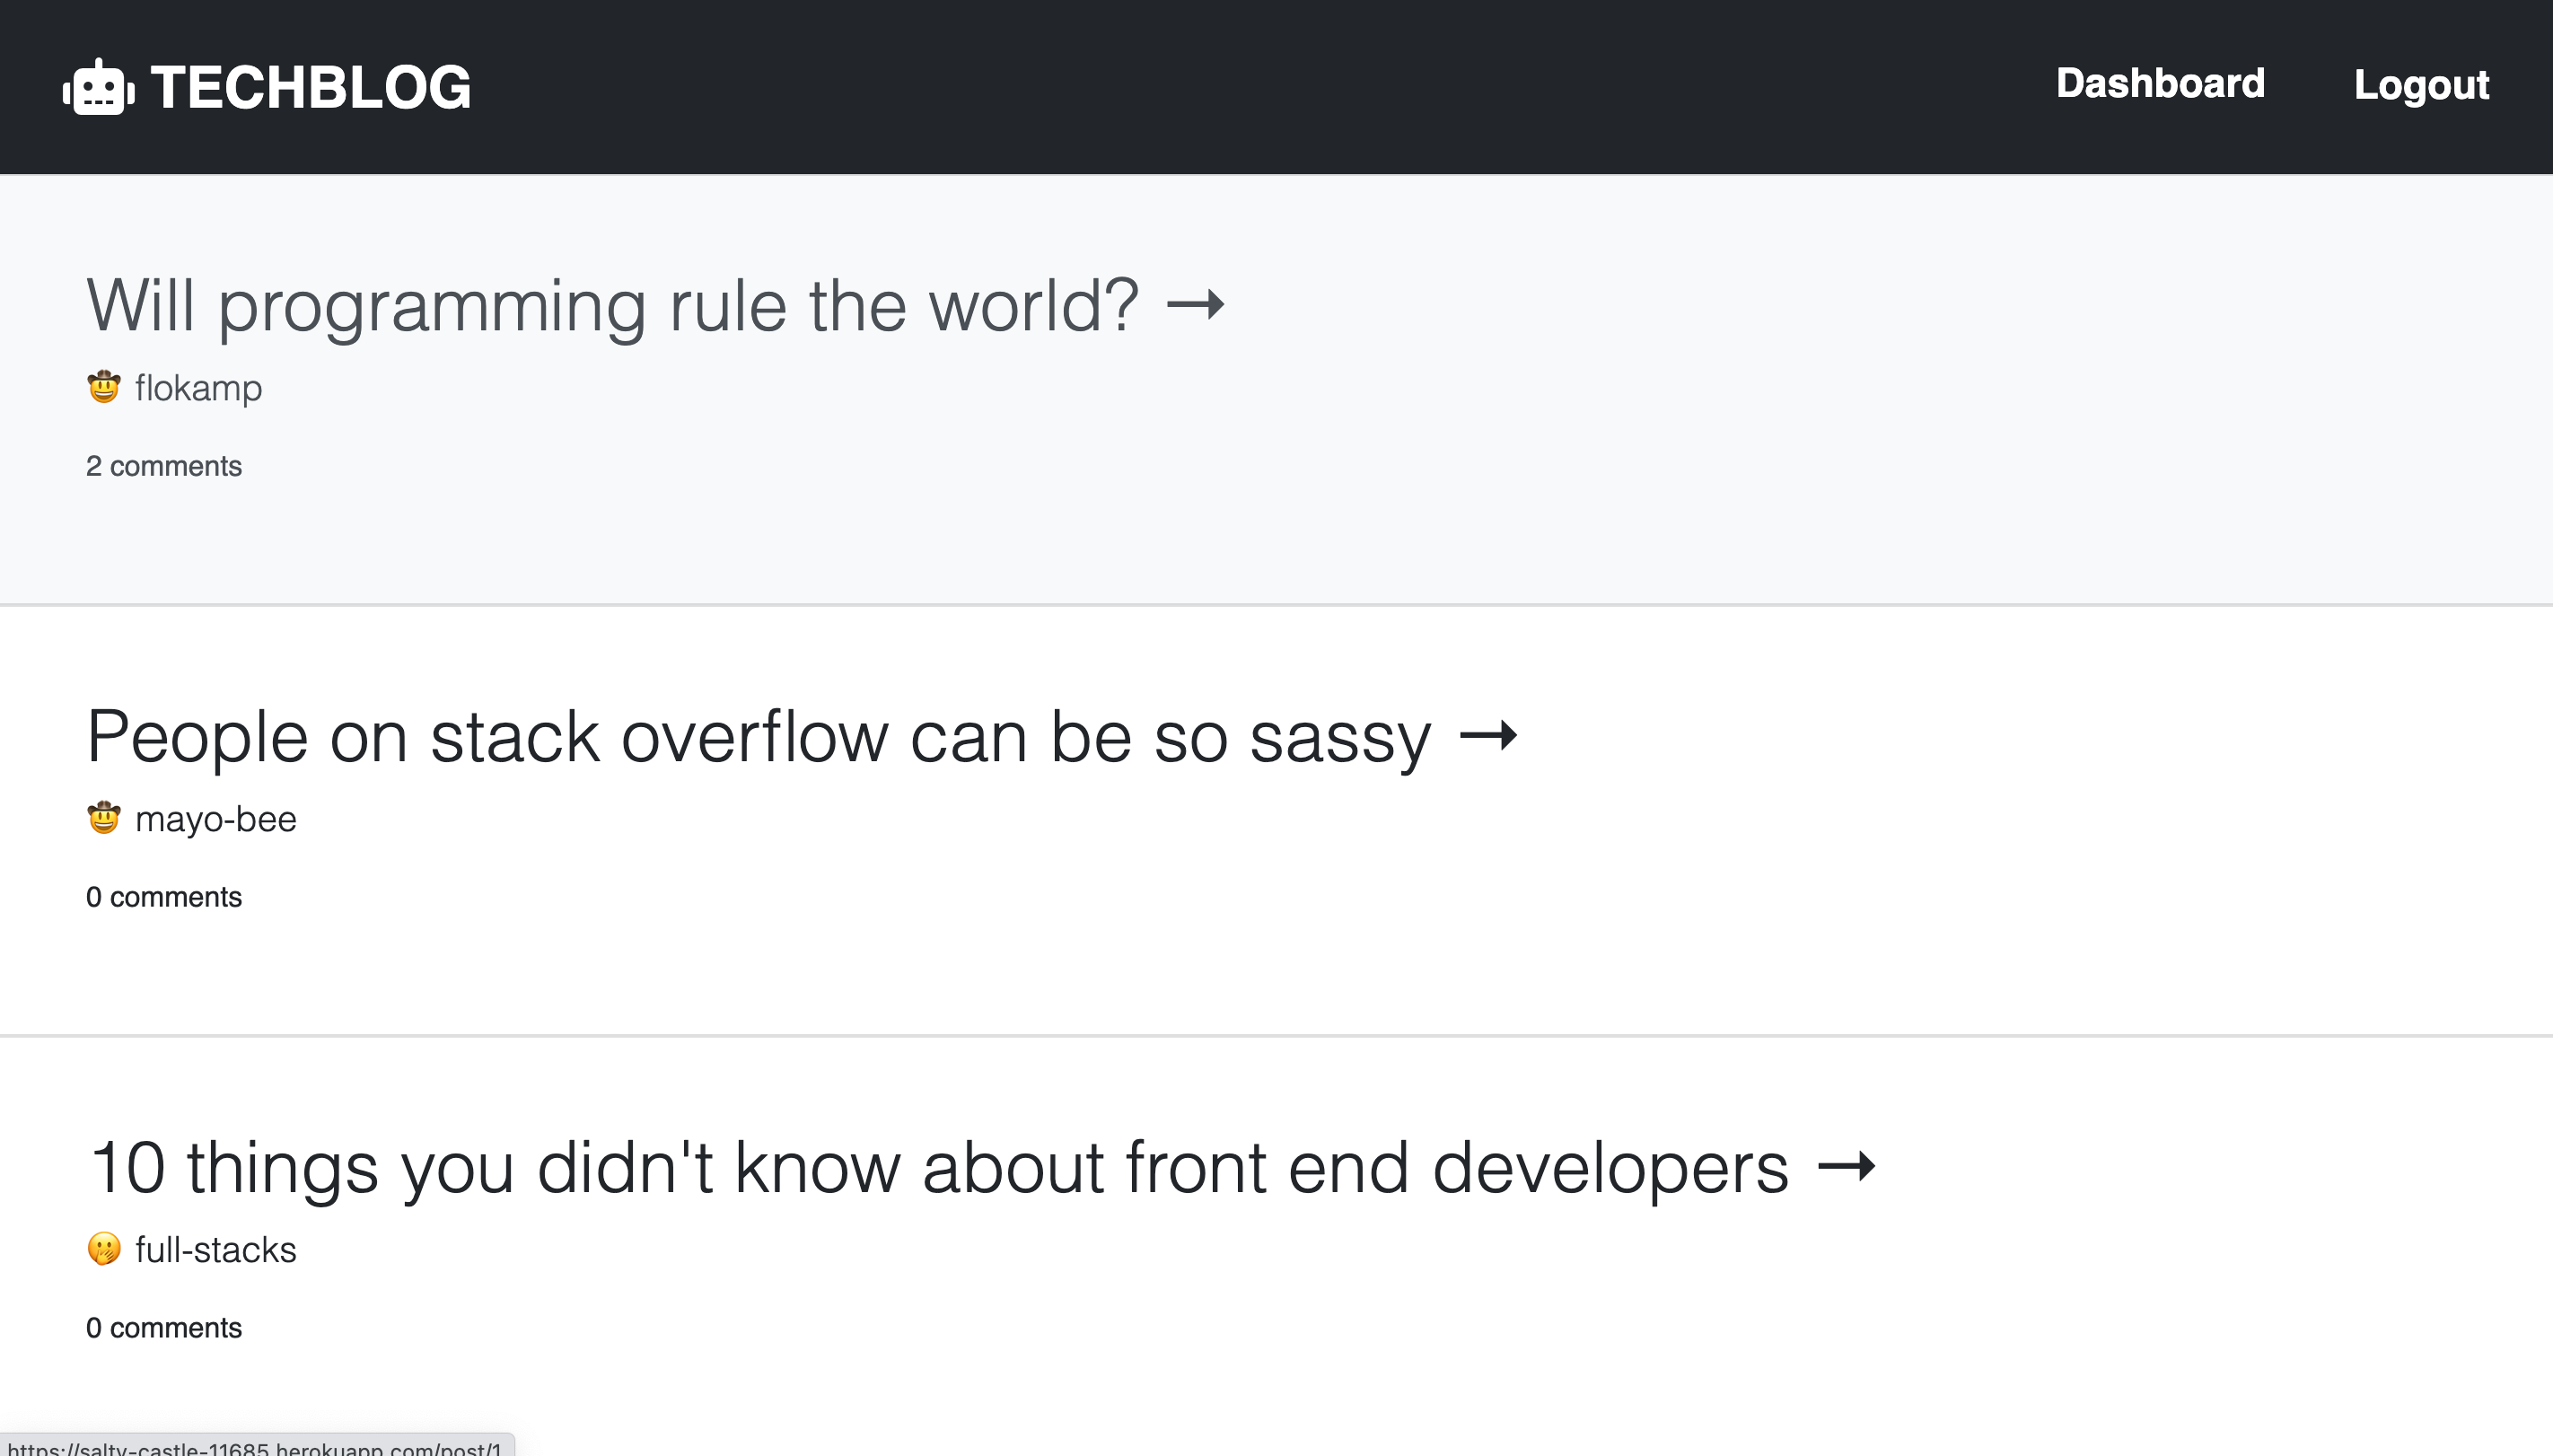 TECHBLOG
Dashboard
Logout
Will programming rule the world? →
🤠 flokamp
2 comments
People on stack overflow can be so sassy →
🤠 mayo-bee
0 comments
10 things you didn't know about front end developers →
🤭 full-stacks
0 comments
https://salty-castle-11685.herokuapp.com/post/1